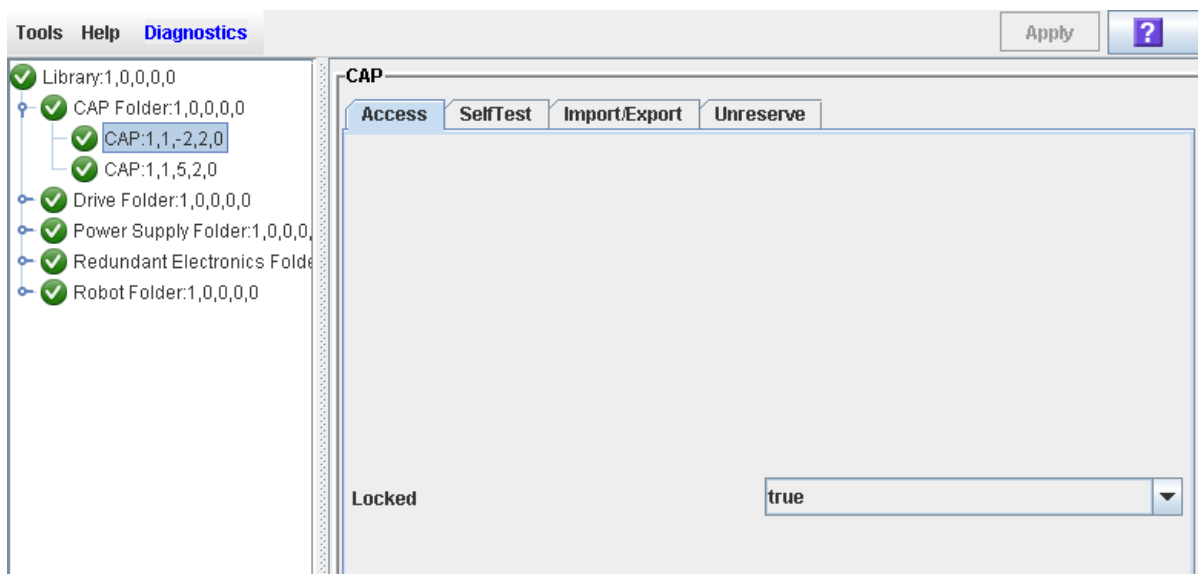 Tools Help Diagnostics
Apply
?
Library:1,0,0,0,0
CAP Folder:1,0,0,0,0
CAP:1,1,-2,2,0
CAP:1,1,5,2,0
Drive Folder:1,0,0,0,0
Power Supply Folder:1,0,0,0,
Redundant Electronics Folde
Robot Folder:1,0,0,0,0
CAP
Access SelfTest Import/Export Unreserve
Locked true